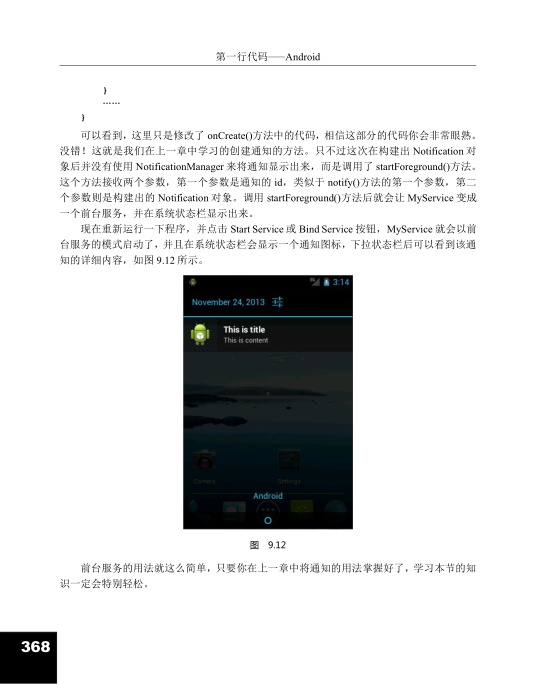 第一行代码——Android
}
……
}
可以看到，这里只是修改了 onCreate()方法中的代码，相信这部分的代码你会非常眼熟。
没错！这就是我们在上一章中学习的创建通知的方法。只不过这次在构建出 Notification 对
象后并没有使用 NotificationManager 来将通知显示出来，而是调用了 startForeground()方法。
这个方法接收两个参数，第一个参数是通知的 id，类似于 notify()方法的第一个参数，第二
个参数则是构建出的 Notification 对象。调用 startForeground()方法后就会让 MyService 变成
一个前台服务，并在系统状态栏显示出来。
现在重新运行一下程序，并点击 Start Service 或 Bind Service 按钮，MyService 就会以前
台服务的模式启动了，并且在系统状态栏会显示一个通知图标，下拉状态栏后可以看到该通
知的详细内容，如图 9.12 所示。
3:14
November 24, 2013
This is title
This is content
Camera
Settings
Android
图 9.12
前台服务的用法就这么简单，只要你在上一章中将通知的用法掌握好了，学习本节的知
识一定会特别轻松。
368